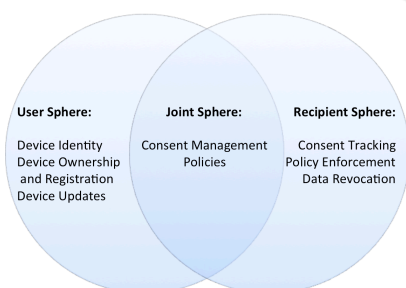 User Sphere:
Device Identity
Device Ownership
and Registration
Device Updates
Joint Sphere:
Consent Management
Policies
Recipient Sphere:
Consent Tracking
Policy Enforcement
Data Revocation